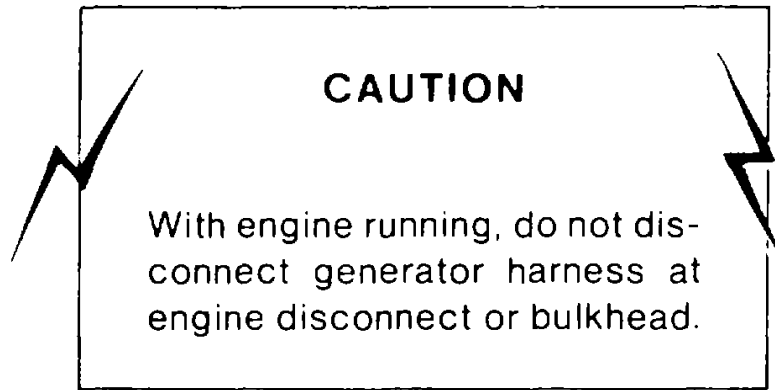 CAUTION
With engine running, do not dis-
connect generator harness at
engine disconnect or bulkhead.